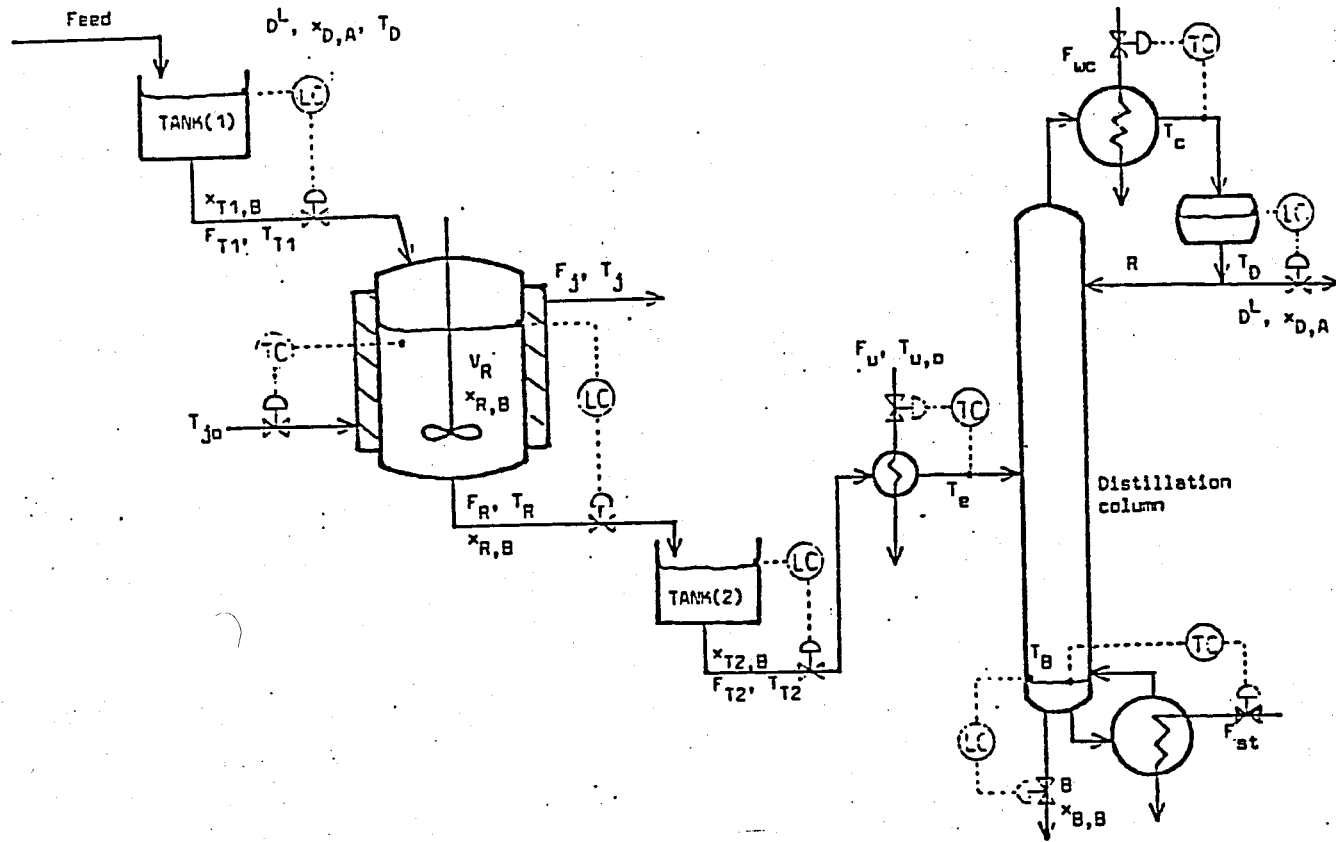 Feed
D^L, x_D,A, T_D
LC
TANK(1)
x_T1,B
F_T1, T_T1
F_wc
TC
T_c
LC
R
T_D
D^L, x_D,A
F_j, T_j
TC
V_R
x_R,B
LC
T_jo
F_u, T_u,o
TC
T_e
Distillation
column
F_R, T_R
x_R,B
LC
TANK(2)
x_T2,B
F_T2, T_T2
T_B
TC
LC
F_st
B
x_B,B